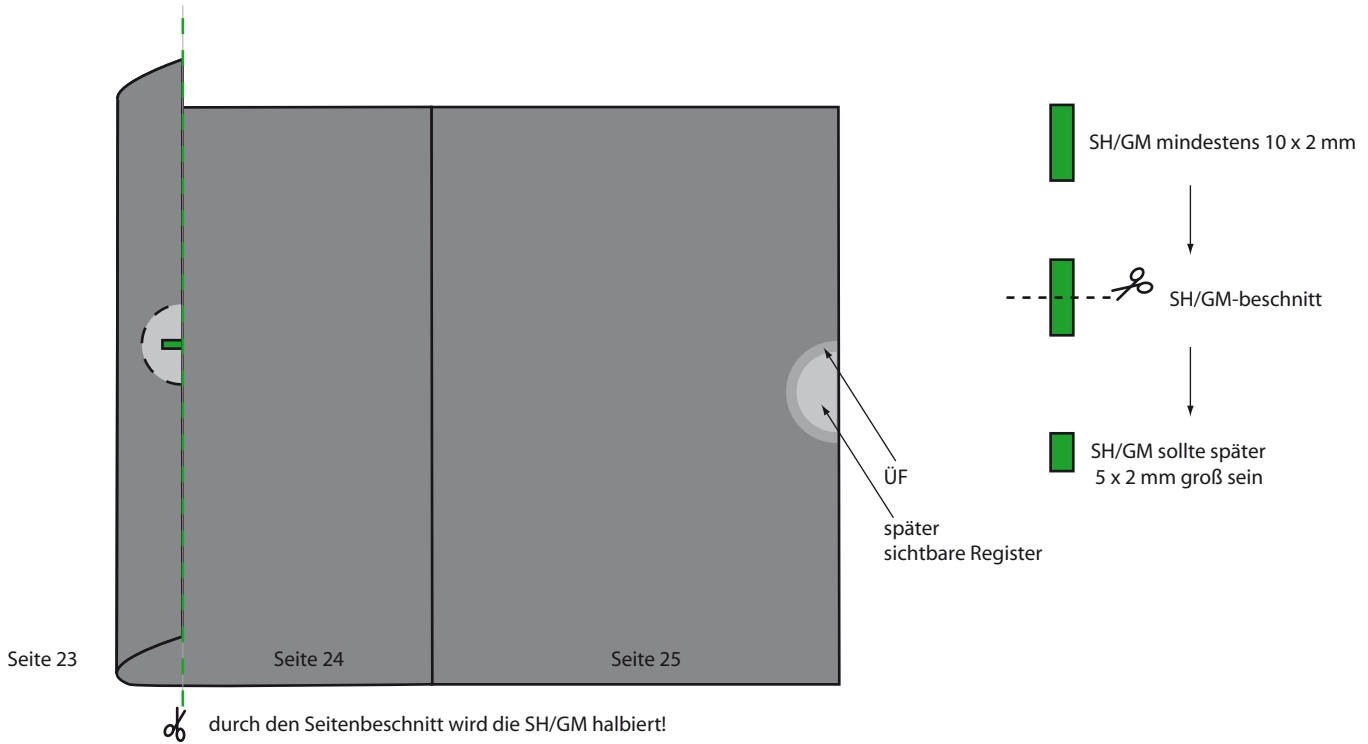 SH/GM mindestens 10 x 2 mm
SH/GM-beschnitt
SH/GM sollte später
5 x 2 mm groß sein
ÜF
später
sichtbare Register
Seite 23
Seite 24
Seite 25
durch den Seitenbeschnitt wird die SH/GM halbiert!